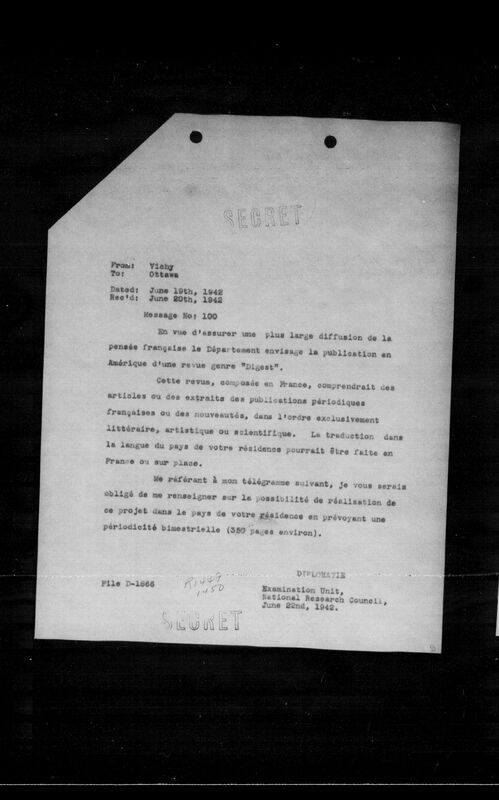 SECRET
From: Vichy
To: Ottawa
Dated: June 19th, 1942
Rec'd: June 20th, 1942
Message No: 100
En vue d'assurer une plus large diffusion de la
pensée française le Département envisage la publication en
Amérique d'une revue genre "Digest".
Cette revue, composée en France, comprendrait des
articles ou des extraits des publications périodiques
françaises ou des nouveautés, dans l'ordre exclusivement
littéraire, artistique ou scientifique. La traduction dans
la langue du pays de votre résidence pourrait être faite en
France ou sur place.
Me référant à mon télégramme suivant, je vous serais
obligé de me renseigner sur la possibilité de réalisation de
ce projet dans le pays de votre résidence en prévoyant une
périodicité bimestrielle (350 pages environ).
DIPLOMATIE
File D-1866
R1449
1450
Examination Unit,
National Research Council,
June 22nd, 1942.
SECRET